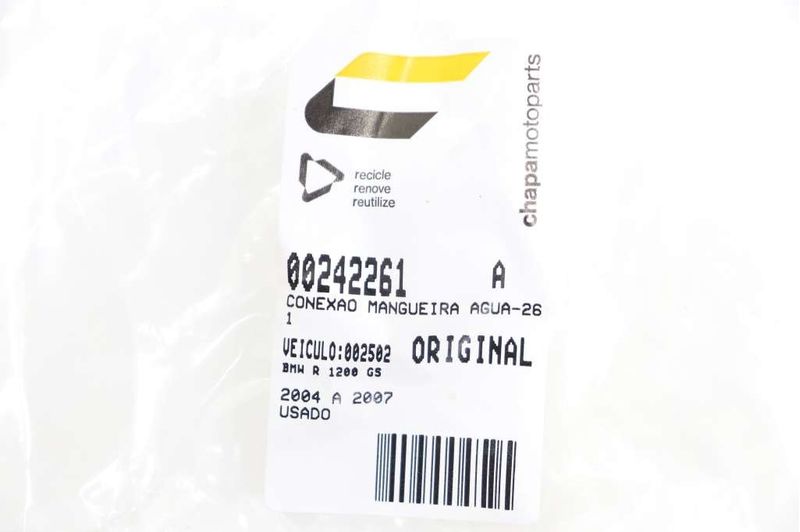 chapamotoparts
recicle
renove
reutilize
00242261 A
CONEXAO MANGUEIRA AGUA-26
1
VEICULO:002502 ORIGINAL
BMW R 1200 GS
2004 A 2007
USADO